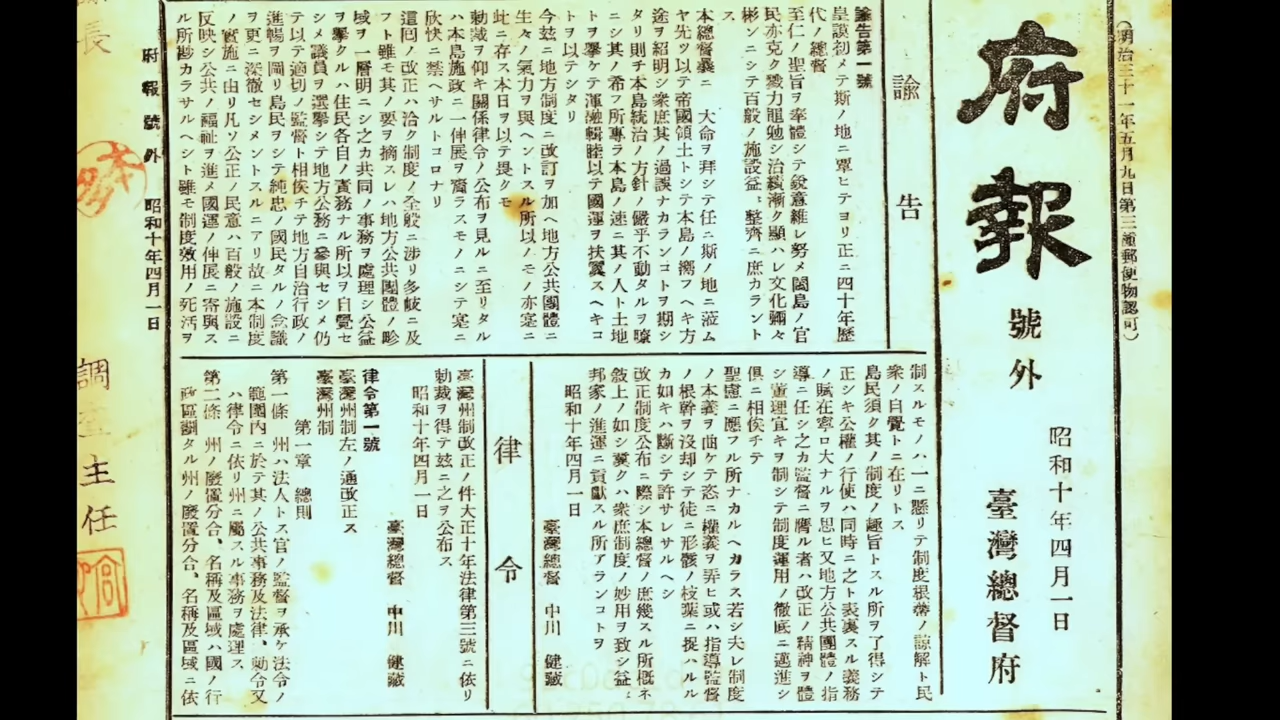 (明治三十一年五月九日第三種郵便物認可)
府報
號外
昭和十年四月一日
臺灣總督府
諭告
諭告第一號
皇謨初メテ斯ノ地ニ覃ヒテヨリ正ニ四十年歷
代ノ總督
至仁ノ聖旨ヲ奉體シテ銳意維レ努メ闔島ノ官
民亦克ク戮力黽勉シ治績漸ク顯ハレ文化彌々
彬ンニシテ百般ノ施設益〻整齊ニ庶カラント
ス
本總督曩ニ 大命ヲ拜シテ任ニ斯ノ地ニ蒞ム
ヤ先ツ以テ帝國領土トシテ本島ノ嚮フヘキ方
途ヲ紹明シ衆庶其ノ過誤ナカランコトヲ期シ
タリ則チ本島統治ノ方針ノ儼乎不動タルヲ瞭
ニシ其ノ希フ所專ラ本島ノ速ニ其ノ人ト土地
トヲ擧ケテ渾融輯睦以テ國運ヲ扶翼スヘキコ
トヲ以テシタリ
今玆ニ地方制度ニ改訂ヲ加ヘ地方公共團體ニ
生々ノ氣力ヲ與ヘントスル所以ノモノ亦寔ニ
此ニ存ス本日ヲ以テ畏クモ
勅裁ヲ仰キ關係律令ノ公布ヲ見ルニ至リタル
ハ本島施政ニ一伸展ヲ齎ラスモノニシテ寔ニ
欣快ニ禁ヘサルトコロナリ
這回ノ改正ハ洽ク制度ノ全般ニ涉リ多岐ニ及
フト雖モ其ノ要ヲ摘スレハ地方公共團體ノ畛
域ヲ一層明ニシ之カ共同ノ事務ヲ處理シ公益
ヲ擧クルハ住民各自ノ責務ナル所以ヲ自覺セ
シメ議員ヲ選擧シテ地方公務ニ參與セシメ仍
テ以テ適切ノ監督ト相俟チテ地方自治行政ノ
進暢ヲ圖リ島民ヲシテ純忠ノ國民タルノ念識
ヲ更ニ深徹セシメントスルニアリ故ニ本制度
ノ實施ニ由リ凡ソ公正ノ民意ハ百般ノ施設ニ
反映シ公共ノ福祉ヲ進メ國運ノ伸展ニ寄與ス
ル所尠カラサルヘシト雖モ制度效用ノ死活ヲ
制スルモノハ一ニ懸リテ制度根蔕ノ諒解ト民
衆ノ自覺トニ在リトス
島民須ク其ノ制度ノ趣旨トスル所ヲ了得シテ
正シキ公權ノ行使ハ同時ニ之ト表裏スル義務
ノ賦在寧ロ大ナルヲ思ヒ又地方公共團體ノ指
導ニ任シ之カ監督ニ膺ル者ハ改正ノ精神ヲ體
シ董理宜キヲ制シテ制度運用ノ徹底ニ邁進シ
俱ニ相俟チテ
聖慮ニ應フル所ナカルヘカラス若シ夫レ制度
ノ本義ヲ曲ケテ恣ニ權義ヲ弄ヒ或ハ指導監督
ノ根幹ヲ沒却シテ徒ニ形骸ノ枝葉ニ捉ハルル
カ如キハ斷シテ許サレサルヘシ
改正制度公布ニ際シ本總督ノ庶幾スル所槪ネ
敍上ノ如シ冀クハ衆庶制度ノ妙用ヲ致シ益〻
邦家ノ進運ニ貢獻スル所アランコトヲ
昭和十年四月一日
臺灣總督 中川 健藏
律令
臺灣州制改正ノ件大正十年法律第三號ニ依リ
勅裁ヲ得テ玆ニ之ヲ公布ス
昭和十年四月一日
臺灣總督 中川 健藏
律令第一號
臺灣州制左ノ通改正ス
臺灣州制
第一章 總則
第一條 州ハ法人トス官ノ監督ヲ承ケ法令ノ
範圍內ニ於テ其ノ公共事務及法律、勅令又
ハ律令ニ依リ州ニ屬スル事務ヲ處理ス
第二條 州ノ廢置分合、名稱及區域ハ國ノ行
政區劃タル州ノ廢置分合、名稱及區域ニ依
府報號外 昭和十年四月一日
長
調查主任